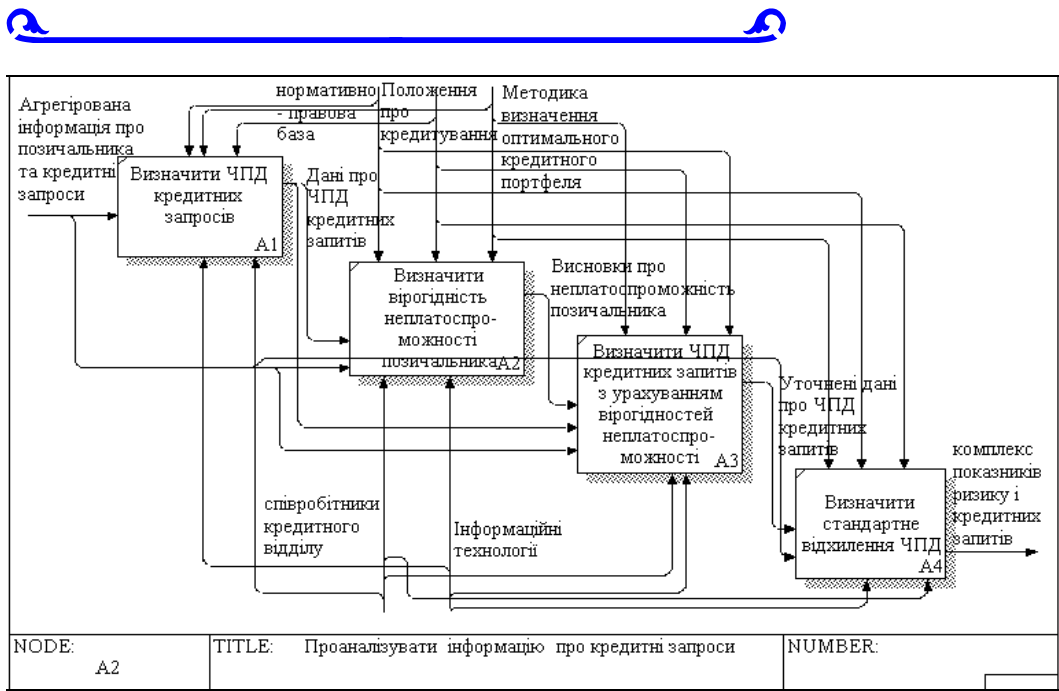 Агрегірована
інформація про
позичальника
та кредитні
запроси
нормативно
- правова
база
Положення
про
кредитування
Методика
визначення
оптимального
кредитного
портфеля
Визначити ЧПД
кредитних
запросів
A1
Дані про
ЧПД
кредитних
запитів
Визначити
вірогідність
неплатоспро-
можності
позичальника
A2
Висновки про
неплатоспроможність
позичальника
Визначити ЧПД
кредитних запитів
з урахуванням
вірогідностей
неплатоспро-
можності
A3
Уточнені дані
про ЧПД
кредитних
запитів
Визначити
стандартне
відхилення ЧПД
A4
комплекс
показників
ризику і
кредитних
запитів
співробітники
кредитного
відділу
Інформаційні
технології
NODE:
A2
TITLE: Проаналізувати інформацію про кредитні запроси
NUMBER: